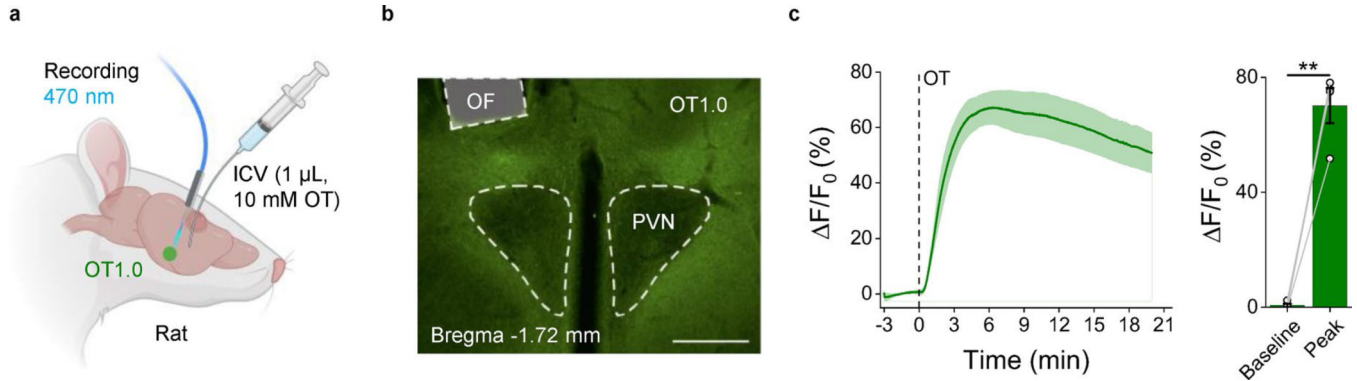 a
Recording
470 nm
ICV (1 µL,
10 mM OT)
OT1.0
Rat
b
OF
OT1.0
PVN
Bregma -1.72 mm
c
ΔF/F0 (%)
80
60
40
20
0
OT
-3 0 3 6 9 12 15 18 21
Time (min)
ΔF/F0 (%)
80
40
0
**
Baseline
Peak